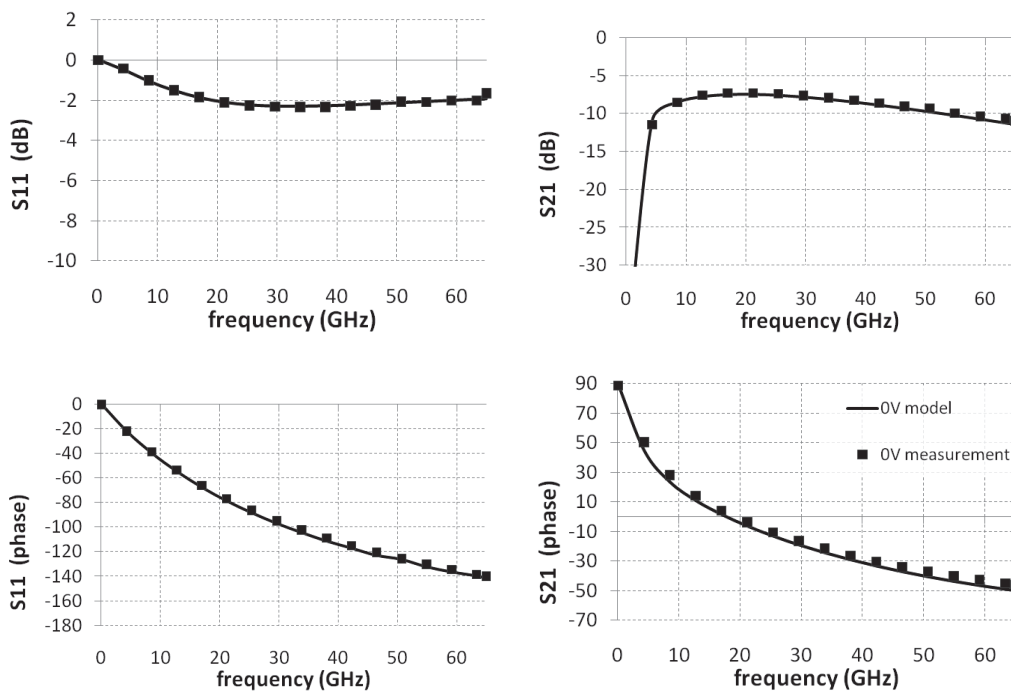 2
0
-2
-4
-6
-8
-10
S11 (dB)
0 10 20 30 40 50 60
frequency (GHz)
0
-5
-10
-15
-20
-25
-30
S21 (dB)
0 10 20 30 40 50 60
frequency (GHz)
0
-20
-40
-60
-80
-100
-120
-140
-160
-180
S11 (phase)
0 10 20 30 40 50 60
frequency (GHz)
90
70
50
30
10
-10
-30
-50
-70
S21 (phase)
0V model
0V measurement
0 10 20 30 40 50 60
frequency (GHz)